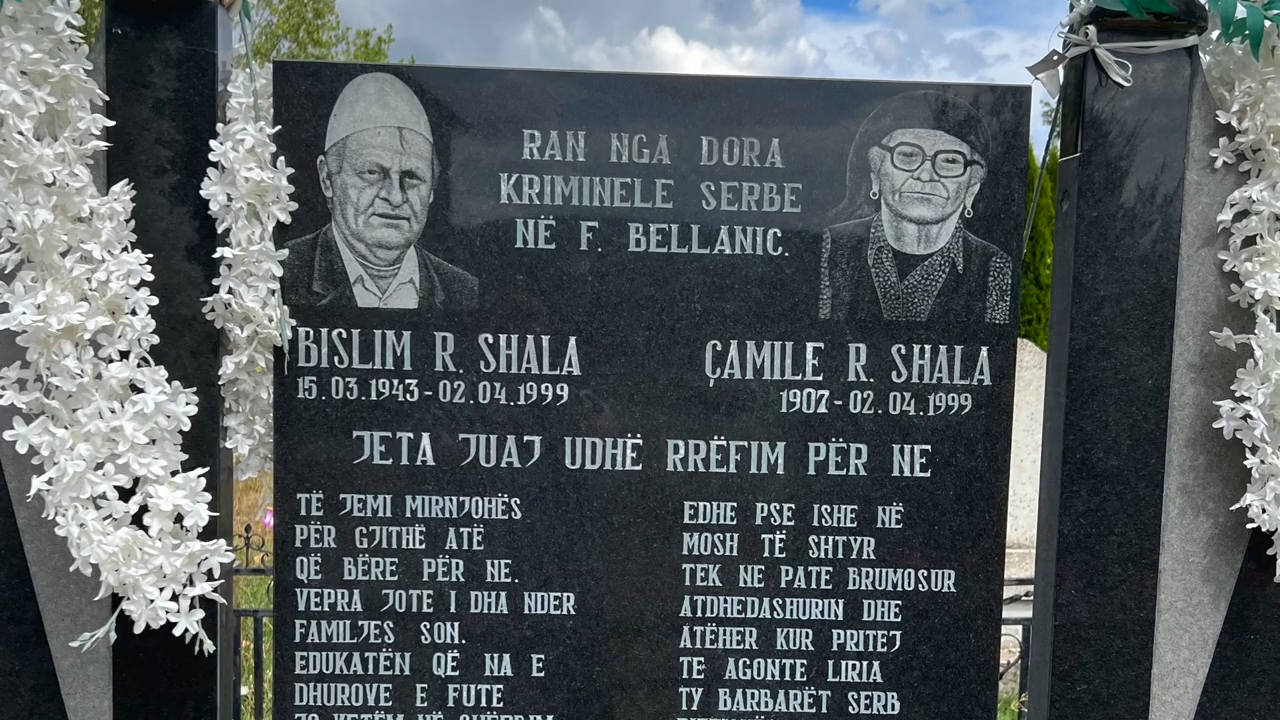 RAN NGA DORA
KRIMINELE SERBE
NË F. BELLANIC.
BISLIM R. SHALA
15.03.1943-02.04.1999
ÇAMILE R. SHALA
1907-02.04.1999
JETA JUAJ UDHË RRËFIM PËR NE
TË JEMI MIRNJOHËS
PËR GJITHË ATË
QË BËRE PËR NE.
VEPRA JOTE I DHA NDER
FAMILJES SON.
EDUKATËN QË NA E
DHUROVE E FUTE
JO VETËM NË
EDHE PSE ISHE NË
MOSH TË SHTYR
TEK NE PATE BRUMOSUR
ATDHEDASHURIN DHE
ATËHER KUR PRITEJ
TE AGONTE LIRIA
TY BARBARËT SERB